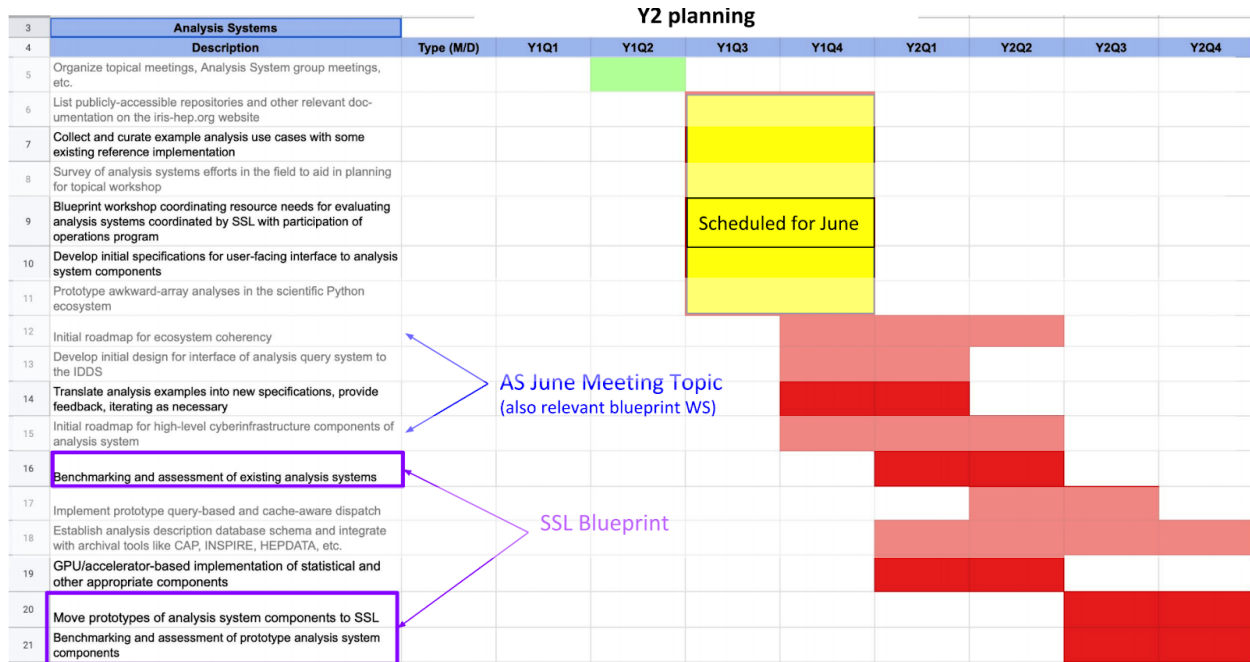 Y2 planning
3 Analysis Systems
4 Description Type (M/D) Y1Q1 Y1Q2 Y1Q3 Y1Q4 Y2Q1 Y2Q2 Y2Q3 Y2Q4
5 Organize topical meetings, Analysis System group meetings,
etc.
6 List publicly-accessible repositories and other relevant doc-
umentation on the iris-hep.org website
7 Collect and curate example analysis use cases with some
existing reference implementation
8 Survey of analysis systems efforts in the field to aid in planning
for topical workshop
9 Blueprint workshop coordinating resource needs for evaluating
analysis systems coordinated by SSL with participation of
operations program
Scheduled for June
10 Develop initial specifications for user-facing interface to analysis
system components
11 Prototype awkward-array analyses in the scientific Python
ecosystem
12 Initial roadmap for ecosystem coherency
13 Develop initial design for interface of analysis query system to
the IDDS
14 Translate analysis examples into new specifications, provide
feedback, iterating as necessary
AS June Meeting Topic
(also relevant blueprint WS)
15 Initial roadmap for high-level cyberinfrastructure components of
analysis system
16 Benchmarking and assessment of existing analysis systems
17 Implement prototype query-based and cache-aware dispatch
SSL Blueprint
18 Establish analysis description database schema and integrate
with archival tools like CAP, INSPIRE, HEPDATA, etc.
19 GPU/accelerator-based implementation of statistical and
other appropriate components
20 Move prototypes of analysis system components to SSL
21 Benchmarking and assessment of prototype analysis system
components